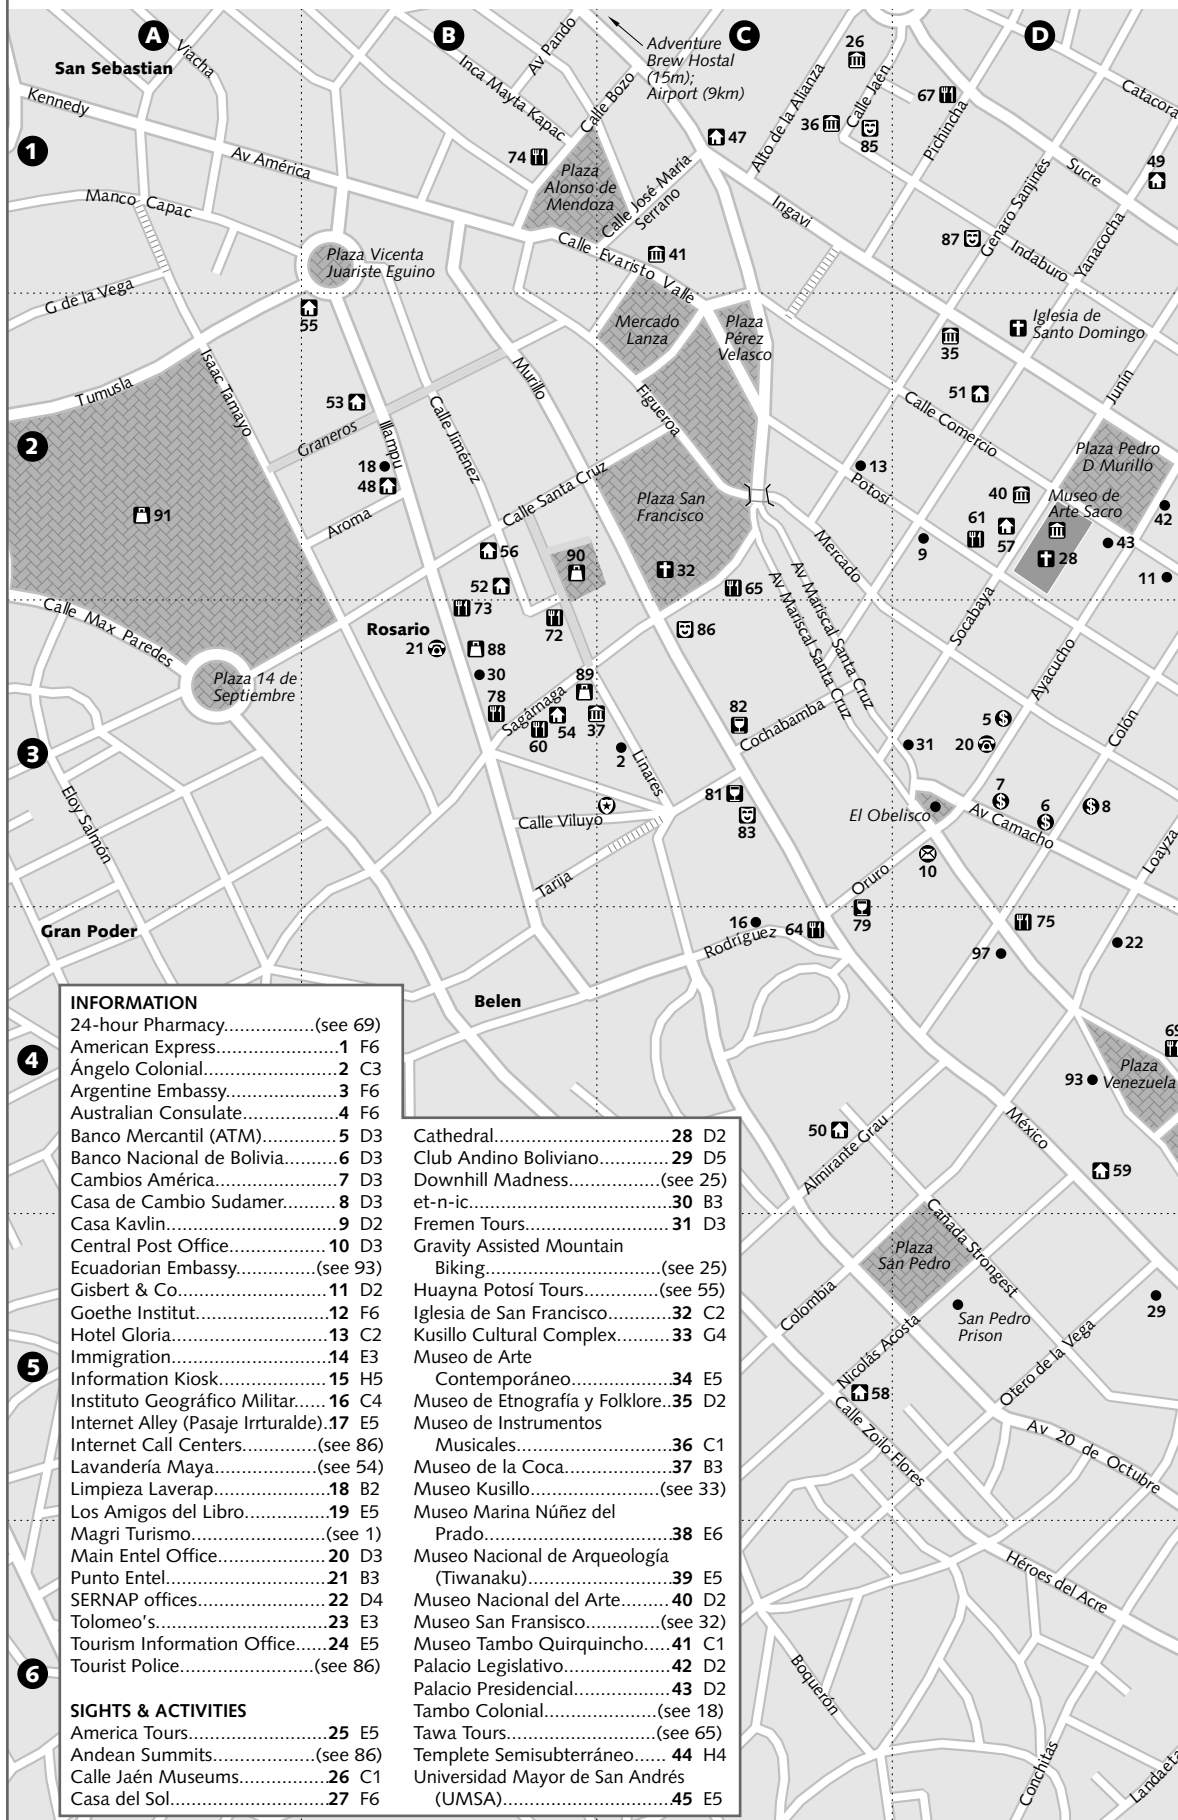 A
B
C
D
1
2
3
4
5
6
San Sebastian
Viacha
Kennedy
Av América
Manco Capac
G de la Vega
Plaza Vicenta
Juariste Eguino
Inca Mayta Kapac
Av Pando
Calle Bozo
Adventure
Brew Hostal
(15m);
Airport (9km)
74
Plaza
Alonso de
Mendoza
Calle José María
Serrano
Calle Evaristo Valle
41
47
Alto de la Alianza
26
Calle Jaén
36
85
67
Pichincha
Catacora
Ingavi
Genaro Sanjinés
Sucre
49
87
Indaburo
Yanacocha
55
Tumusla
Isaac Tamayo
53
Graneros
Illampu
Calle Jiménez
Murillo
18
48
Aroma
91
Mercado
Lanza
Plaza
Pérez
Velasco
Figueroa
Iglesia de
Santo Domingo
35
51
Calle Comercio
Junín
Plaza Pedro
D Murillo
13
Potosí
40
Museo de
Arte Sacro
42
61
57
9
28
43
11
Calle Santa Cruz
Plaza San
Francisco
56
90
52
32
65
Mercado
Av Mariscal Santa Cruz
Av Mariscal Santa Cruz
Socabaya
Calle Max Paredes
Rosario
73
72
21
88
86
30
Plaza 14 de
Septiembre
78
Sagárnaga
89
60
54
37
2
82
Cochabamba
Ayacucho
5
20
31
Colón
Eloy Salmón
Linares
81
83
Calle Viluyo
Tarija
El Obelisco
7
6
8
Av Camacho
Loayza
10
Oruro
Gran Poder
16
64
79
Rodríguez
75
97
22
Belen
69
Plaza
Venezuela
93
50
Almirante Grau
México
59
Cañada Strongest
Plaza
San Pedro
Colombia
San Pedro
Prison
29
Nicolás Acosta
Otero de la Vega
58
Calle Zoilo Flores
Av 20 de Octubre
Héroes del Acre
Boquerón
Conchitas
Landaeta
INFORMATION
24-hour Pharmacy................(see 69)
American Express......................1 F6
Ángelo Colonial........................2 C3
Argentine Embassy....................3 F6
Australian Consulate..................4 F6
Banco Mercantil (ATM)..............5 D3
Banco Nacional de Bolivia..........6 D3
Cambios América......................7 D3
Casa de Cambio Sudamer..........8 D3
Casa Kavlin...............................9 D2
Central Post Office...................10 D3
Ecuadorian Embassy..............(see 93)
Gisbert & Co...........................11 D2
Goethe Institut........................12 F6
Hotel Gloria............................13 C2
Immigration............................14 E3
Information Kiosk....................15 H5
Instituto Geográfico Militar.......16 C4
Internet Alley (Pasaje Irrturalde).17 E5
Internet Call Centers.............(see 86)
Lavandería Maya...................(see 54)
Limpieza Laverap.....................18 B2
Los Amigos del Libro................19 E5
Magri Turismo........................(see 1)
Main Entel Office.....................20 D3
Punto Entel.............................21 B3
SERNAP offices.......................22 D4
Tolomeo's...............................23 E3
Tourism Information Office......24 E5
Tourist Police.........................(see 86)
SIGHTS & ACTIVITIES
America Tours.........................25 E5
Andean Summits...................(see 86)
Calle Jaén Museums................26 C1
Casa del Sol............................27 F6
Cathedral...............................28 D2
Club Andino Boliviano.............29 D5
Downhill Madness................(see 25)
et-n-ic...................................30 B3
Fremen Tours..........................31 D3
Gravity Assisted Mountain
Biking...............................(see 25)
Huayna Potosí Tours..............(see 55)
Iglesia de San Francisco...........32 C2
Kusillo Cultural Complex..........33 G4
Museo de Arte
Contemporáneo..................34 E5
Museo de Etnografía y Folklore..35 D2
Museo de Instrumentos
Musicales...........................36 C1
Museo de la Coca....................37 B3
Museo Kusillo.......................(see 33)
Museo Marina Núñez del
Prado.................................38 E6
Museo Nacional de Arqueología
(Tiwanaku).........................39 E5
Museo Nacional del Arte..........40 D2
Museo San Fransisco.............(see 32)
Museo Tambo Quirquincho.....41 C1
Palacio Legislativo...................42 D2
Palacio Presidencial.................43 D2
Tambo Colonial.....................(see 18)
Tawa Tours...........................(see 65)
Templete Semisubterráneo......44 H4
Universidad Mayor de San Andrés
(UMSA).............................45 E5